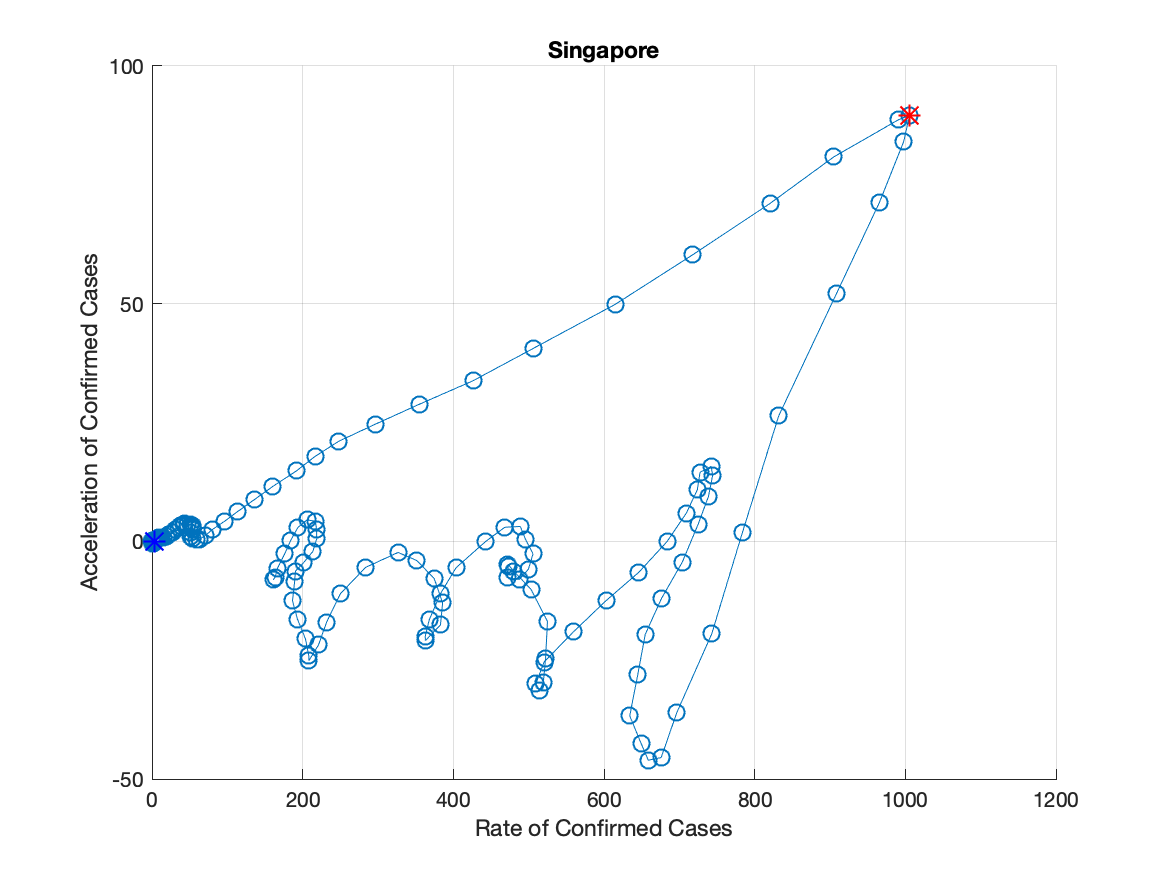 Singapore
100
50
0
-50
Acceleration of Confirmed Cases
0 200 400 600 800 1000 1200
Rate of Confirmed Cases